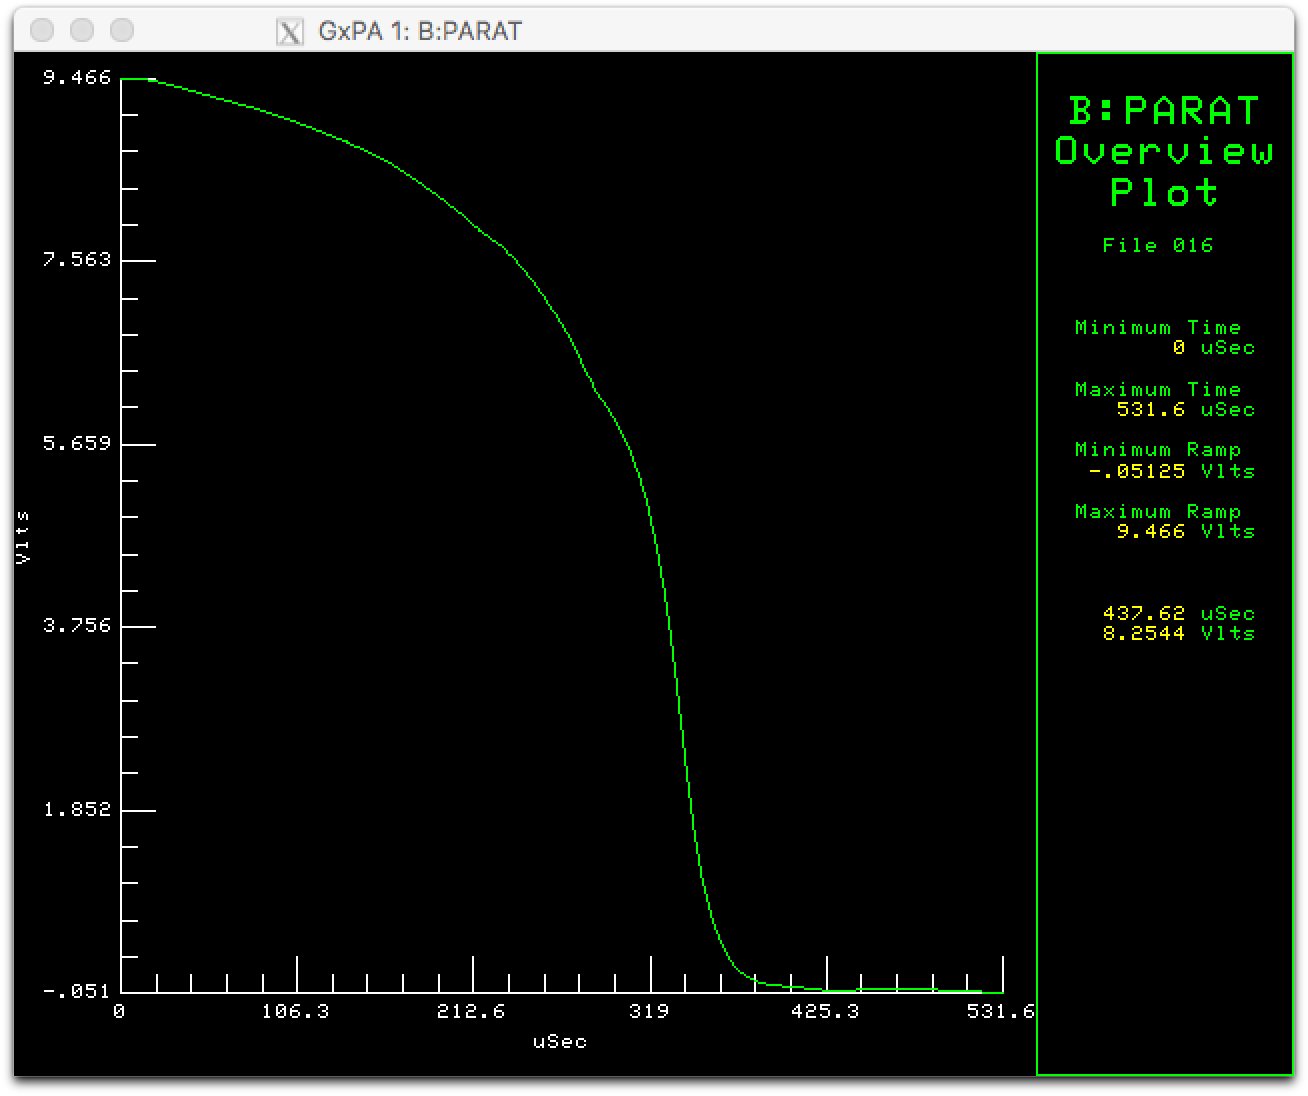 GxPA 1: B:PARAT
9.466
7.563
5.659
3.756
1.852
-.051
Vlts
0 106.3 212.6 319 425.3 531.6
uSec
B:PARAT
Overview
Plot
File 016
Minimum Time
0 uSec
Maximum Time
531.6 uSec
Minimum Ramp
-.05125 Vlts
Maximum Ramp
9.466 Vlts
437.62 uSec
8.2544 Vlts